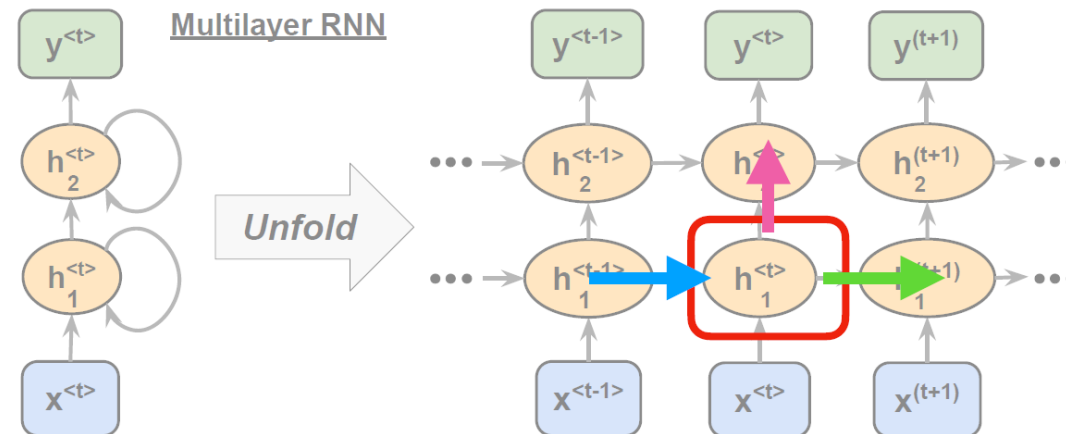 Multilayer RNN
y<t>
h<t>
2
h<t>
1
x<t>
Unfold
y<t-1> y<t> y(t+1)
••• h<t-1> h h(t+1) •••
2 2
••• h<t-1> h<t> (t+1) •••
1 1 1
x<t-1> x<t> x(t+1)